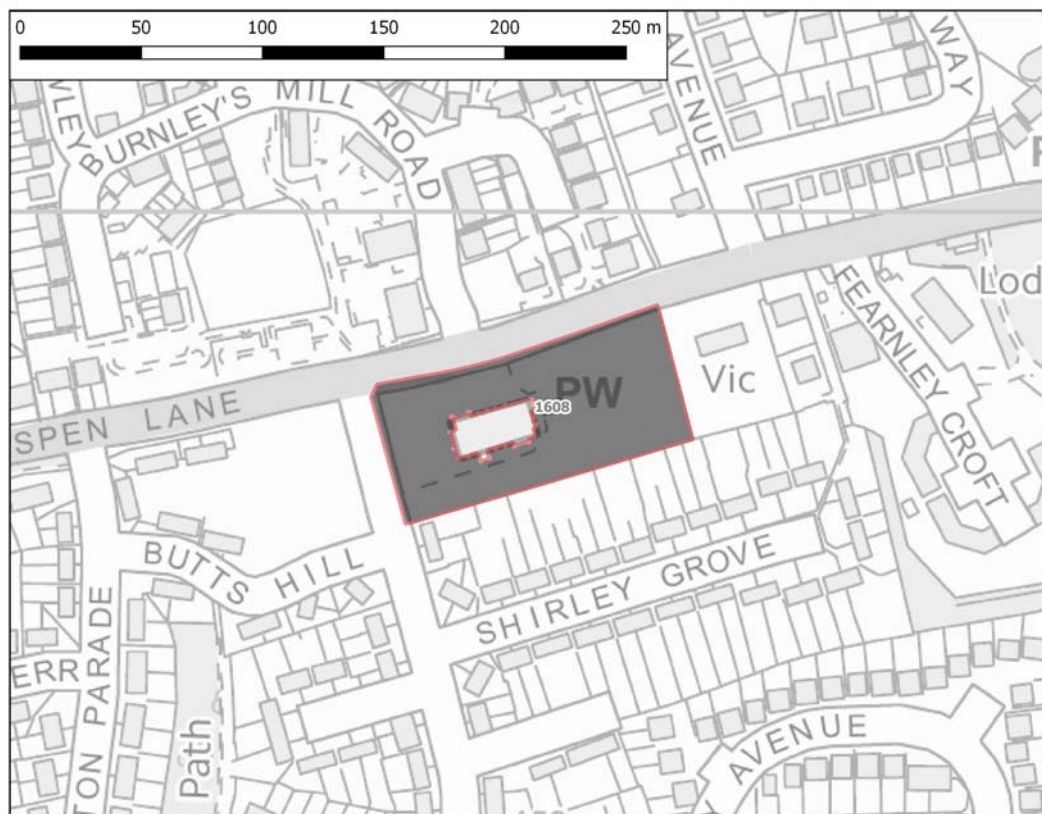 0 50 100 150 200 250 m
WLEY
BURNLEY'S MILL ROAD
AVENUE
WAY
SPEN LANE
PW
1608
Vic
Lod
FEARNLEY CROFT
BUTTS HILL
SHIRLEY GROVE
ERR
TON PARADE
Path
AVENUE